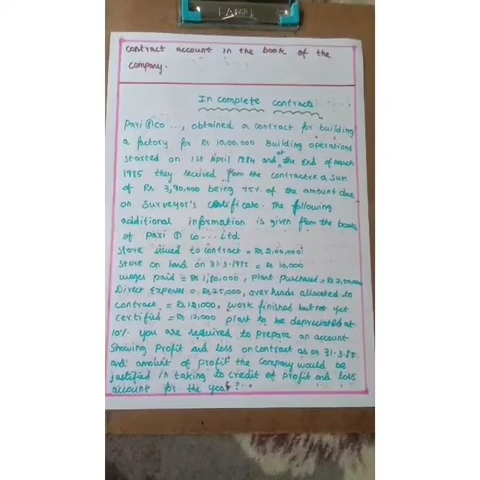 contract account in the book of the
company.
In complete contracts
Pari & co ..., obtained a contract for building
a factory for Rs 10,00,000 Building operations
started on 1st April 1984 and at the end of march
1985 they received from the contractee a sum
of Rs 3,90,000 being 75% of the amount due
on surveyor's certificate. The following
additional information is given from the books
of pari & co ... Ltd
store issued to contract = Rs 2,00,000
store on hand on 31.3.1985 = Rs 10,000
wages paid = Rs 1,80,000, plant purchased = Rs 2,00,000
Direct Expenses = Rs 25,000, over heads allocated to
contract = Rs 12,000, work finished but not yet
certified = Rs 12,000 plant to be depreciated at
10% you are required to prepare an account
showing profit and loss on contract as on 31.3.85.
and amount of profit the company would be
justified in taking to credit of profit and loss
account for the year?